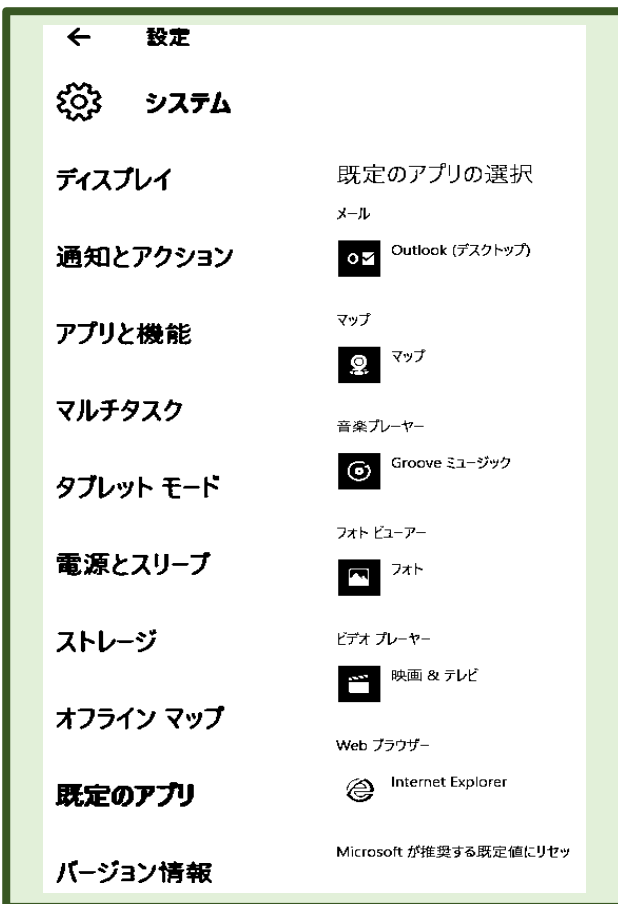 ← 設定
システム
ディスプレイ
通知とアクション
アプリと機能
マルチタスク
タブレット モード
電源とスリープ
ストレージ
オフライン マップ
既定のアプリ
バージョン情報
既定のアプリの選択
メール
Outlook (デスクトップ)
マップ
マップ
音楽プレーヤー
Groove ミュージック
フォト ビューアー
フォト
ビデオ プレーヤー
映画 & テレビ
Web ブラウザー
Internet Explorer
Microsoft が推奨する既定値にリセッ